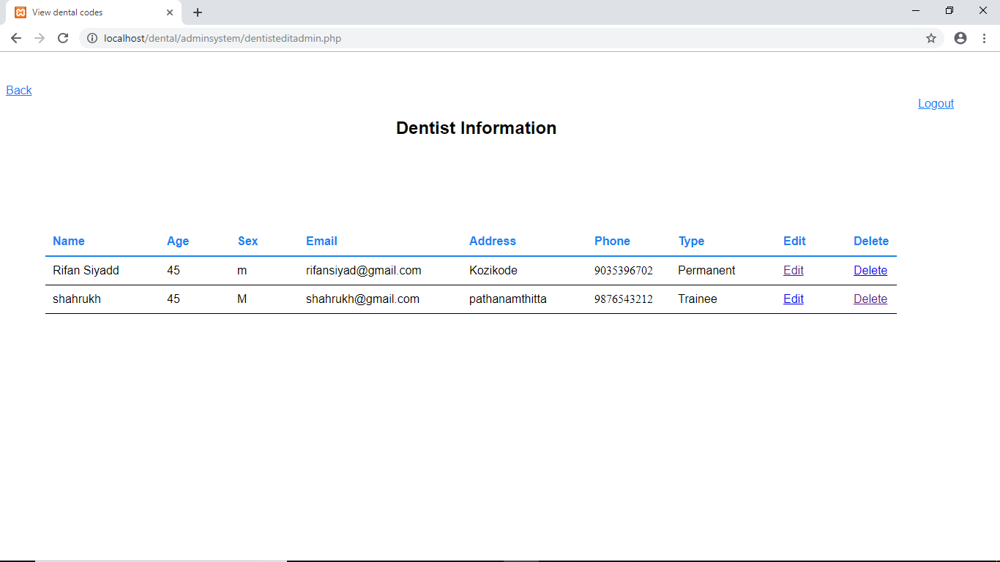 View dental codes
localhost/dental/adminsystem/dentisteditadmin.php
Back
Logout
Dentist Information
Name Age Sex Email Address Phone Type Edit Delete
Rifan Siyadd 45 m rifansiyad@gmail.com Kozikode 9035396702 Permanent Edit Delete
shahrukh 45 M shahrukh@gmail.com pathanamthitta 9876543212 Trainee Edit Delete